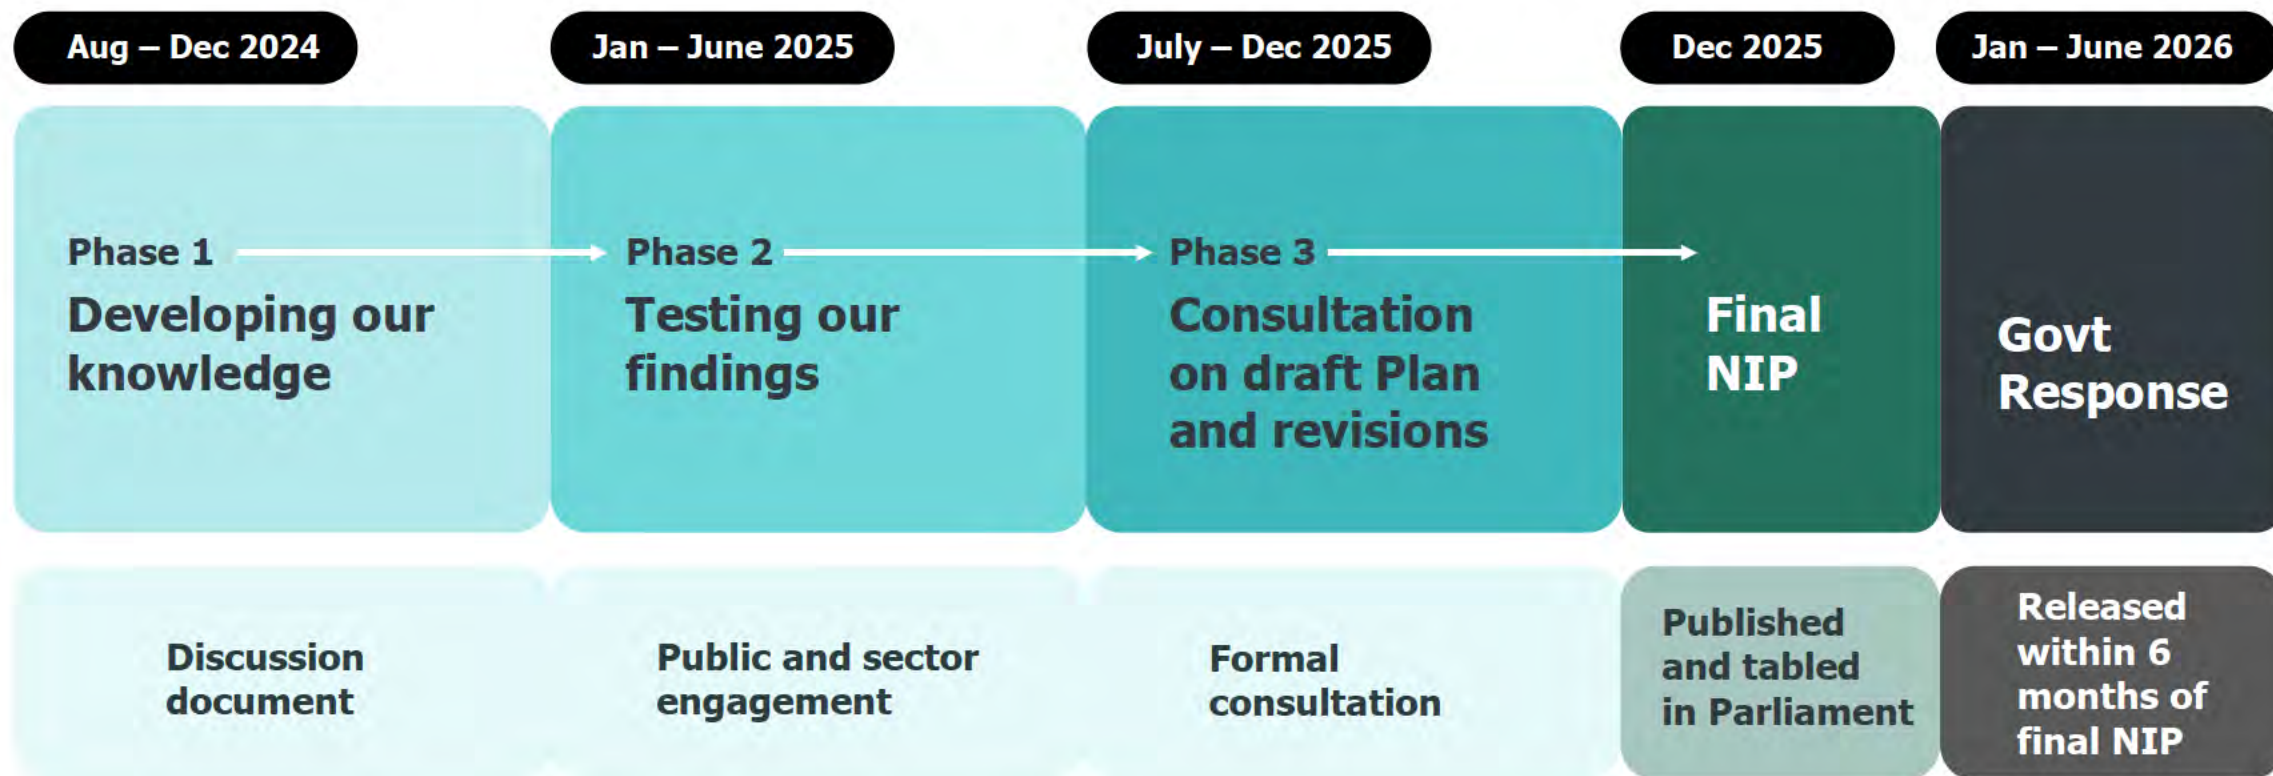 Aug – Dec 2024
Jan – June 2025
July – Dec 2025
Dec 2025
Jan – June 2026
Phase 1
Developing our
knowledge
Phase 2
Testing our
findings
Phase 3
Consultation
on draft Plan
and revisions
Final
NIP
Govt
Response
Discussion
document
Public and sector
engagement
Formal
consultation
Published
and tabled
in Parliament
Released
within 6
months of
final NIP